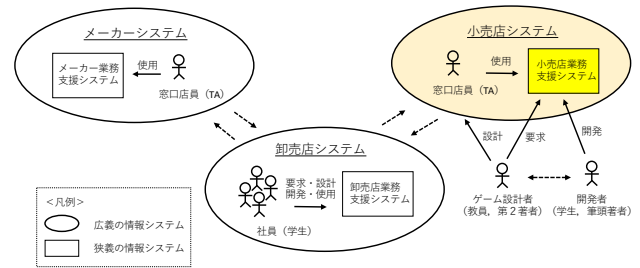 メーカーシステム
メーカー業務
支援システム
使用
窓口店員（TA）
小売店システム
窓口店員（TA）
使用
小売店業務
支援システム
卸売店システム
要求・設計
開発・使用
卸売店業務
支援システム
社員（学生）
設計
要求
開発
ゲーム設計者
（教員，第２著者）
開発者
（学生，筆頭著者）
＜凡例＞
広義の情報システム
狭義の情報システム